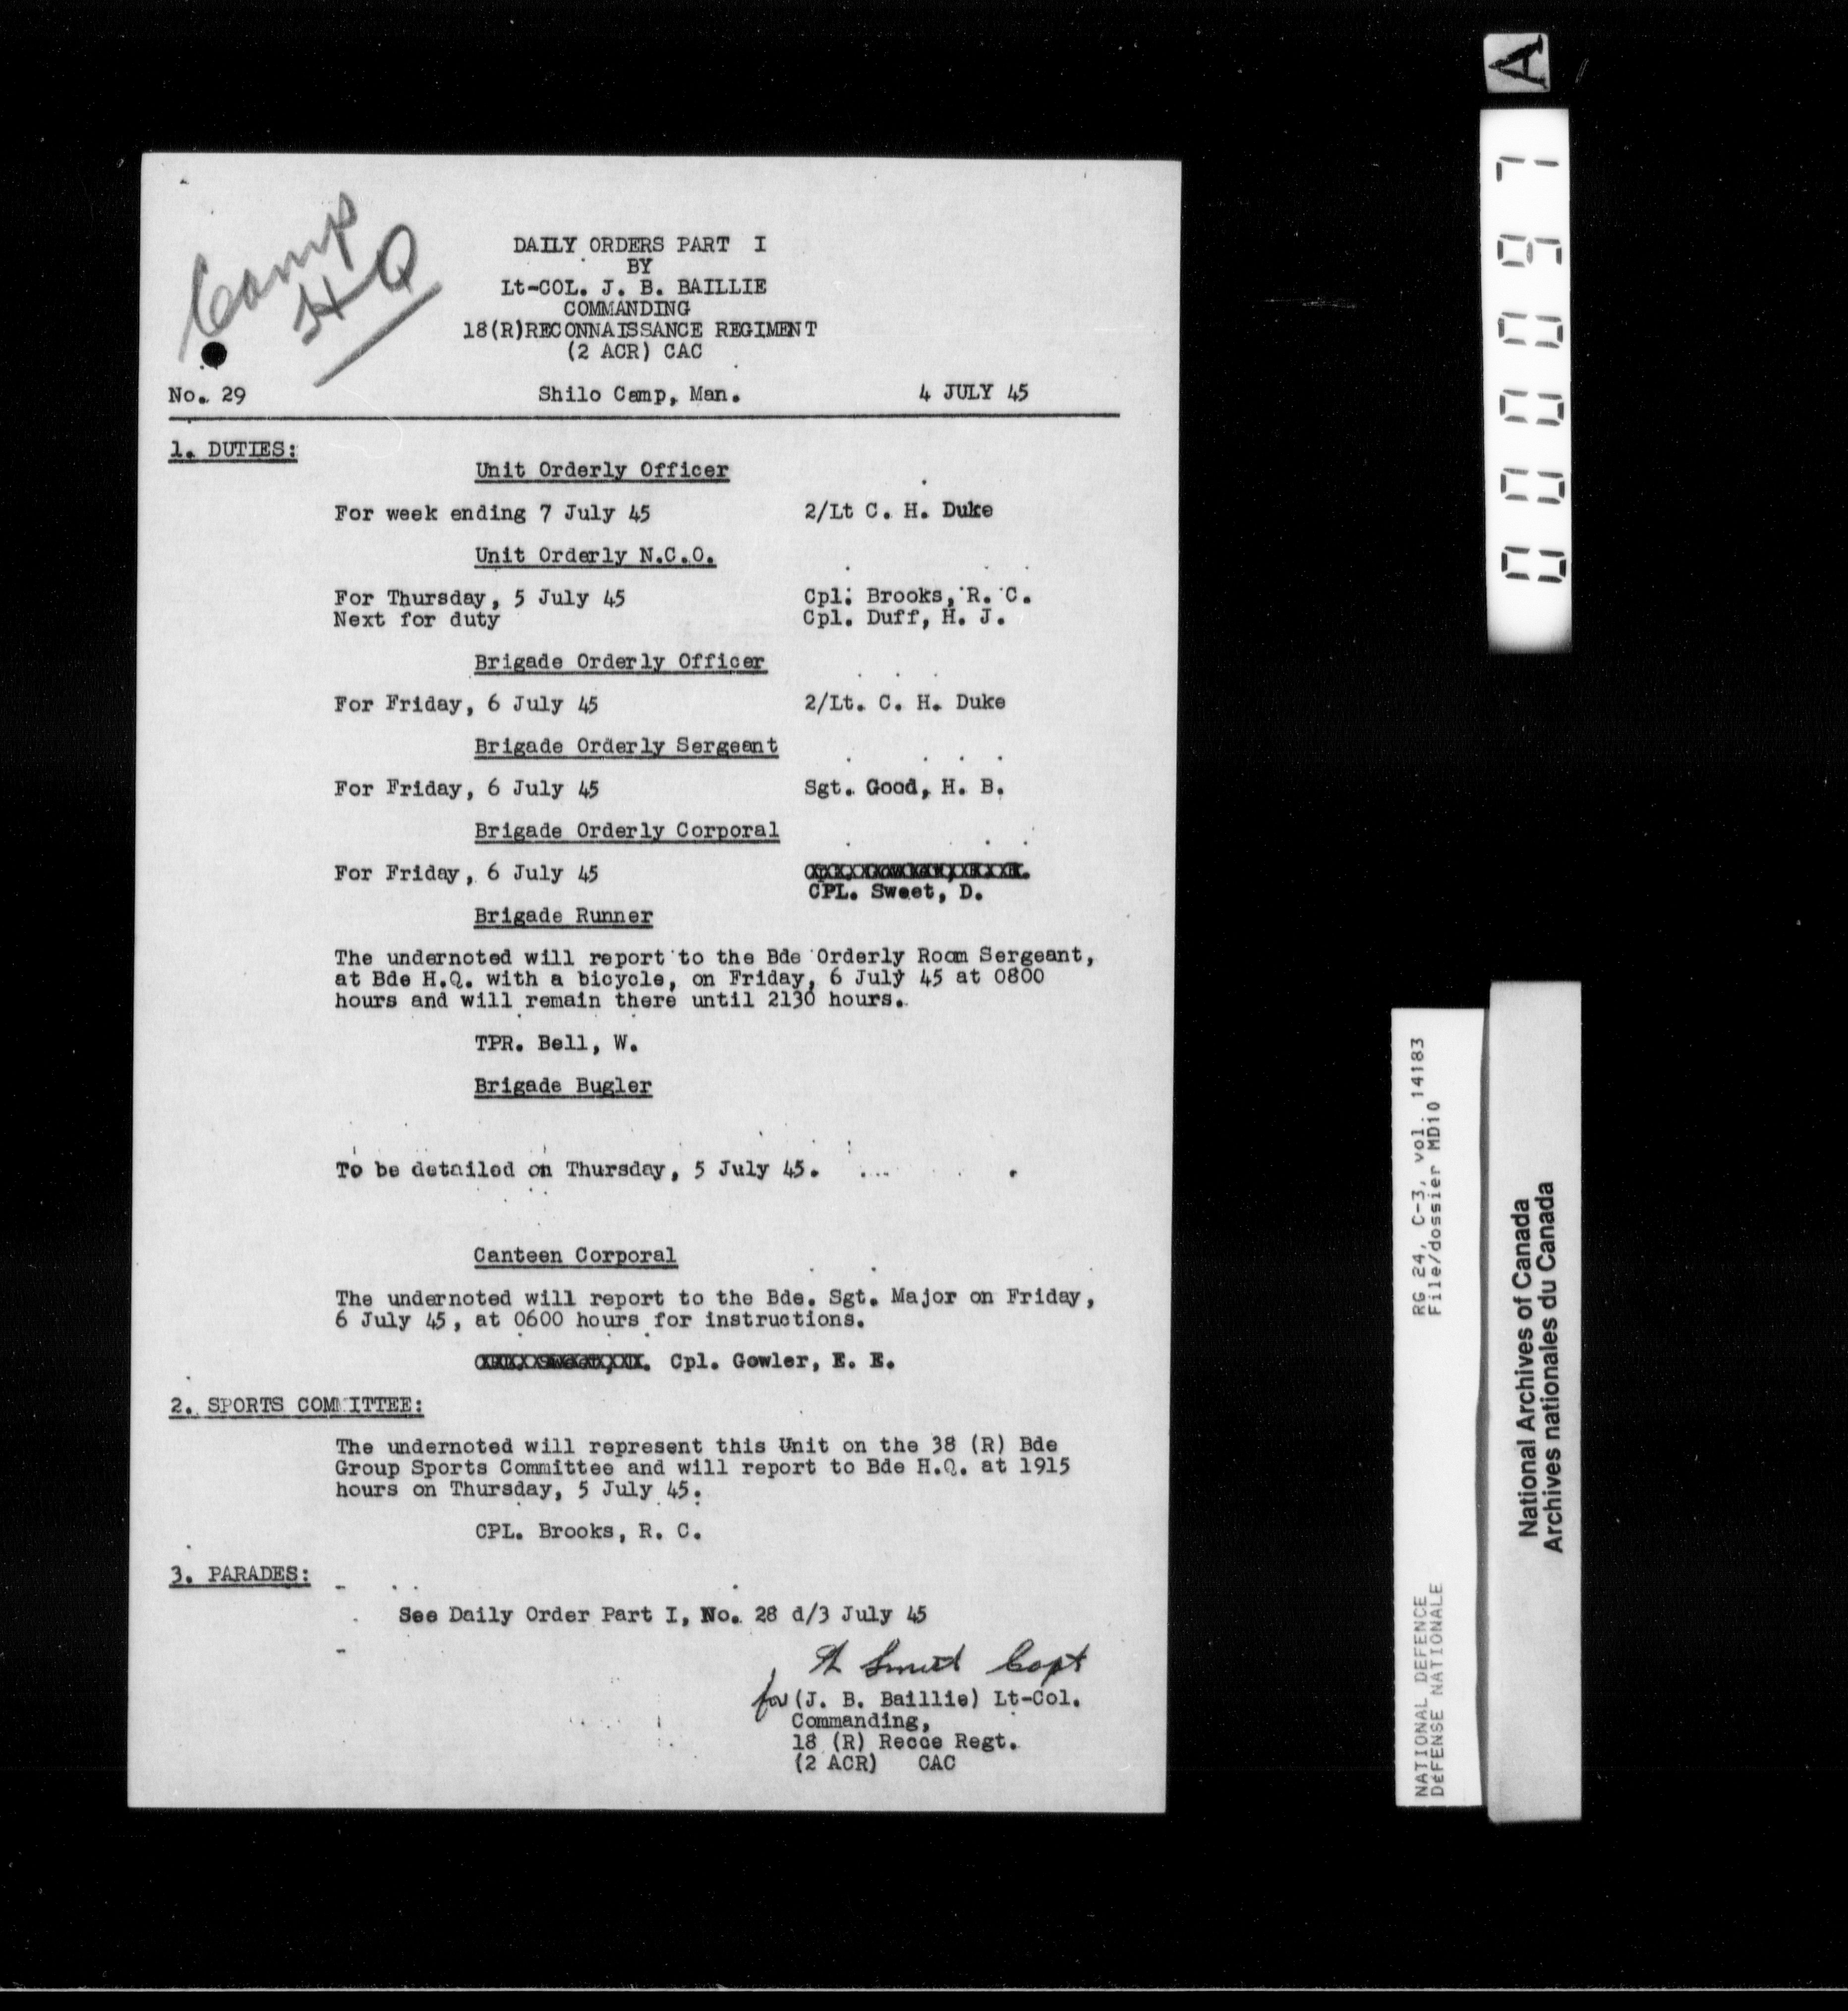 Camp
HQ
DAILY ORDERS PART I
BY
Lt-COL. J. B. BAILLIE
COMMANDING
18(R)RECONNAISSANCE REGIMENT
(2 ACR) CAC
No. 29 Shilo Camp, Man. 4 JULY 45
1. DUTIES:
Unit Orderly Officer
For week ending 7 July 45 2/Lt C. H. Duke
Unit Orderly N.C.O.
For Thursday, 5 July 45 Cpl. Brooks, R. C.
Next for duty Cpl. Duff, H. J.
Brigade Orderly Officer
For Friday, 6 July 45 2/Lt. C. H. Duke
Brigade Orderly Sergeant
For Friday, 6 July 45 Sgt. Good, H. B.
Brigade Orderly Corporal
For Friday, 6 July 45
CPL. Sweet, D.
Brigade Runner
The undernoted will report to the Bde Orderly Room Sergeant,
at Bde H.Q. with a bicycle, on Friday, 6 July 45 at 0800
hours and will remain there until 2130 hours.
TPR. Bell, W.
Brigade Bugler
To be detailed on Thursday, 5 July 45.
Canteen Corporal
The undernoted will report to the Bde. Sgt. Major on Friday,
6 July 45, at 0600 hours for instructions.
Cpl. Gowler, E. E.
2. SPORTS COMMITTEE:
The undernoted will represent this Unit on the 38 (R) Bde
Group Sports Committee and will report to Bde H.Q. at 1915
hours on Thursday, 5 July 45.
CPL. Brooks, R. C.
3. PARADES:
See Daily Order Part I, No. 28 d/3 July 45
Capt
for (J. B. Baillie) Lt-Col.
Commanding,
18 (R) Recce Regt.
(2 ACR) CAC
A
000097
NATIONAL DEFENCE RG 24, C-3, vol. 14183
DéFENSE NATIONALE File/dossier MD10
National Archives of Canada
Archives nationales du Canada